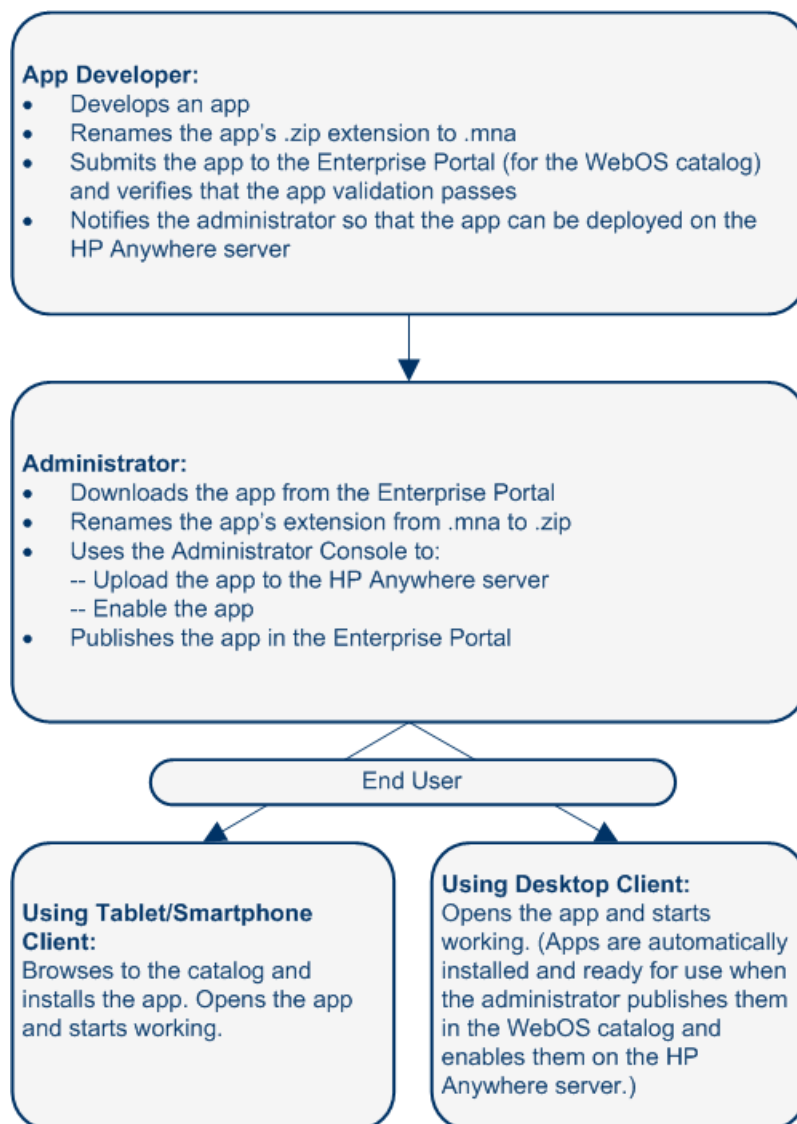 App Developer:
• Develops an app
• Renames the app's .zip extension to .mna
• Submits the app to the Enterprise Portal (for the WebOS catalog)
and verifies that the app validation passes
• Notifies the administrator so that the app can be deployed on the
HP Anywhere server
Administrator:
• Downloads the app from the Enterprise Portal
• Renames the app's extension from .mna to .zip
• Uses the Administrator Console to:
-- Upload the app to the HP Anywhere server
-- Enable the app
• Publishes the app in the Enterprise Portal
End User
Using Tablet/Smartphone
Client:
Browses to the catalog and
installs the app. Opens the app
and starts working.
Using Desktop Client:
Opens the app and starts
working. (Apps are automatically
installed and ready for use when
the administrator publishes them
in the WebOS catalog and
enables them on the HP
Anywhere server.)